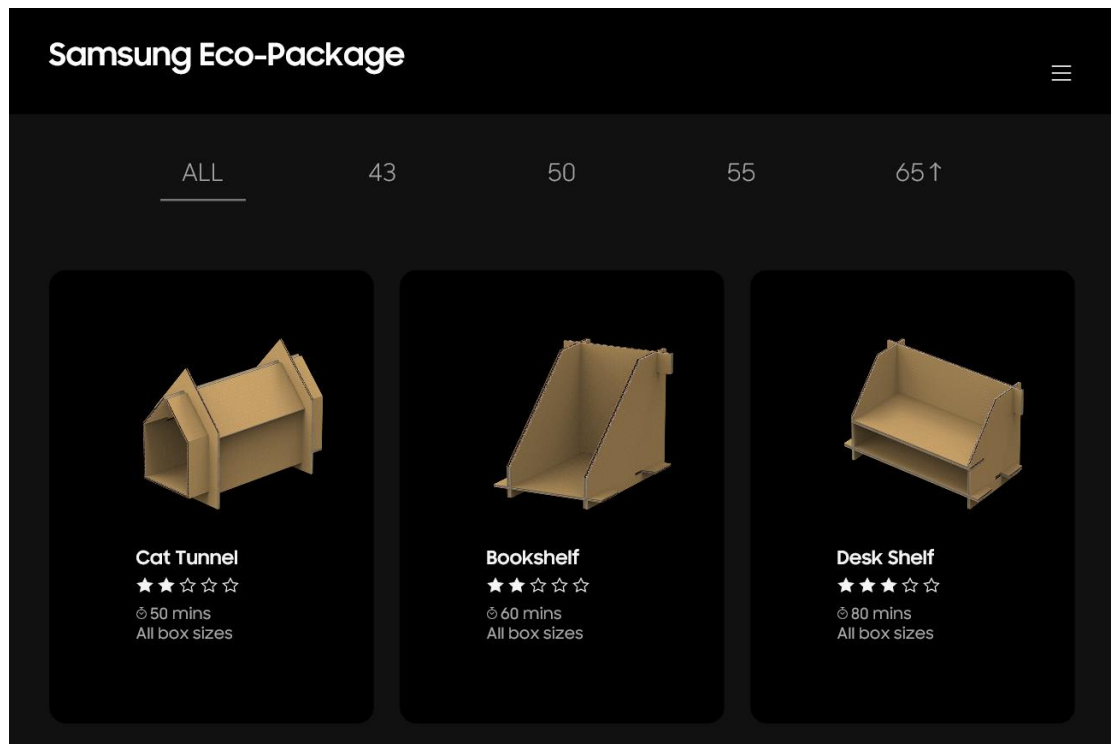 Samsung Eco-Package
ALL 43 50 55 65↑
Cat Tunnel
★★☆☆☆
50 mins
All box sizes
Bookshelf
★★☆☆☆
60 mins
All box sizes
Desk Shelf
★★★☆☆
80 mins
All box sizes